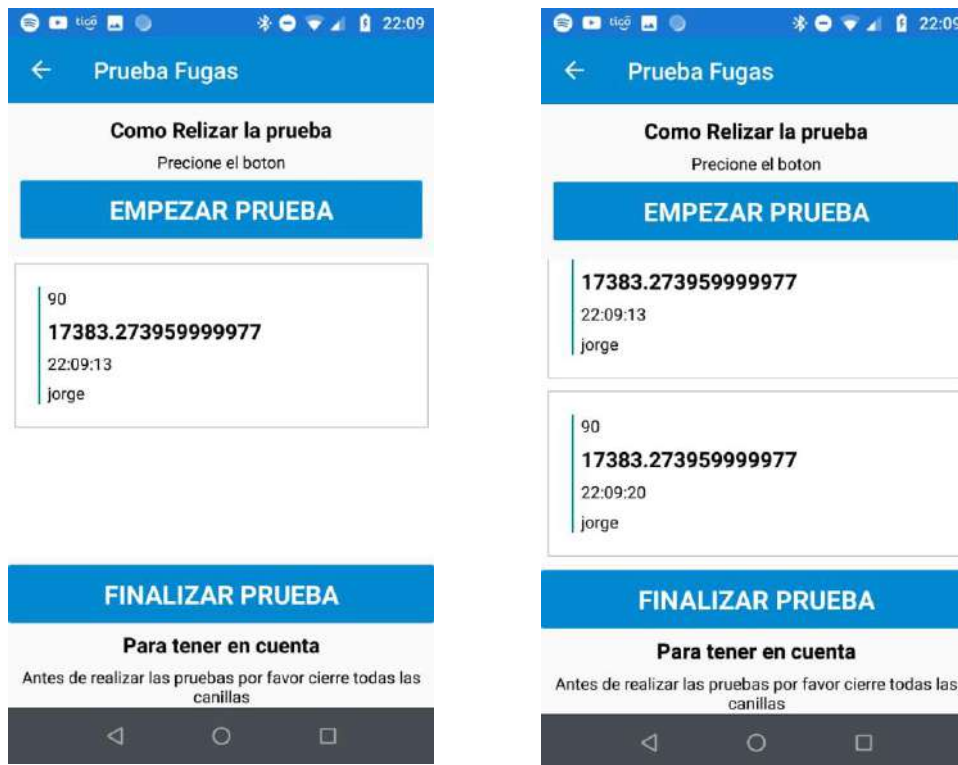 tigo 22:09
Prueba Fugas
Como Relizar la prueba
Precione el boton
EMPEZAR PRUEBA
90
17383.273959999977
22:09:13
jorge
FINALIZAR PRUEBA
Para tener en cuenta
Antes de realizar las pruebas por favor cierre todas las
canillas
tigo 22:09
Prueba Fugas
Como Relizar la prueba
Precione el boton
EMPEZAR PRUEBA
17383.273959999977
22:09:13
jorge
90
17383.273959999977
22:09:20
jorge
FINALIZAR PRUEBA
Para tener en cuenta
Antes de realizar las pruebas por favor cierre todas las
canillas